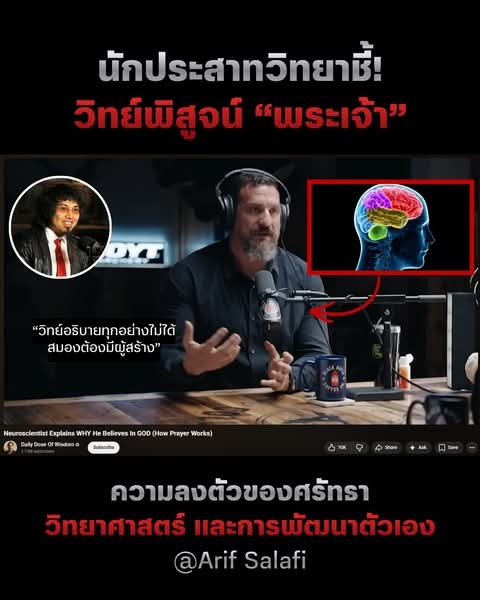 นักประสาทวิทยาชี้!
วิทย์พิสูจน์ “พระเจ้า”
HOYT
“วิทย์อธิบายทุกอย่างไม่ได้
สมองต้องมีผู้สร้าง”
Neuroscientist Explains WHY He Believes In GOD (How Prayer Works)
Daily Dose Of Wisdom
Subscribe
70K
Share
Ask
Save
ความลงตัวของศรัทธา
วิทยาศาสตร์ และการพัฒนาตัวเอง
@Arif Salafi